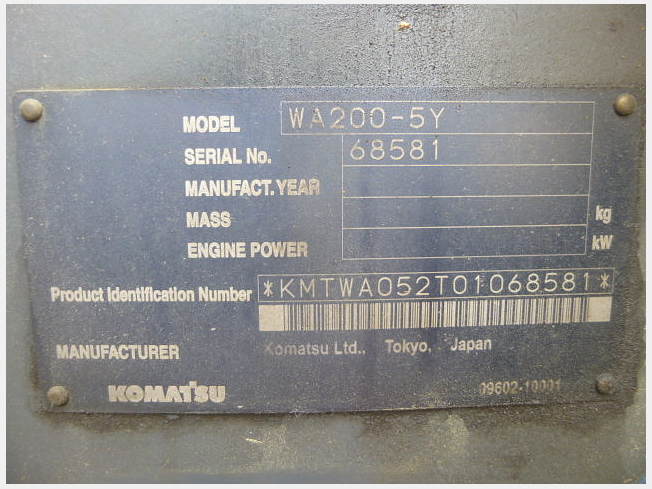 MODEL WA200-5Y
SERIAL No. 68581
MANUFACT. YEAR
MASS kg
ENGINE POWER kW
Product Identification Number *KMTWA052T01068581*
MANUFACTURER Komatsu Ltd., Tokyo, Japan
KOMATSU 09602-10001